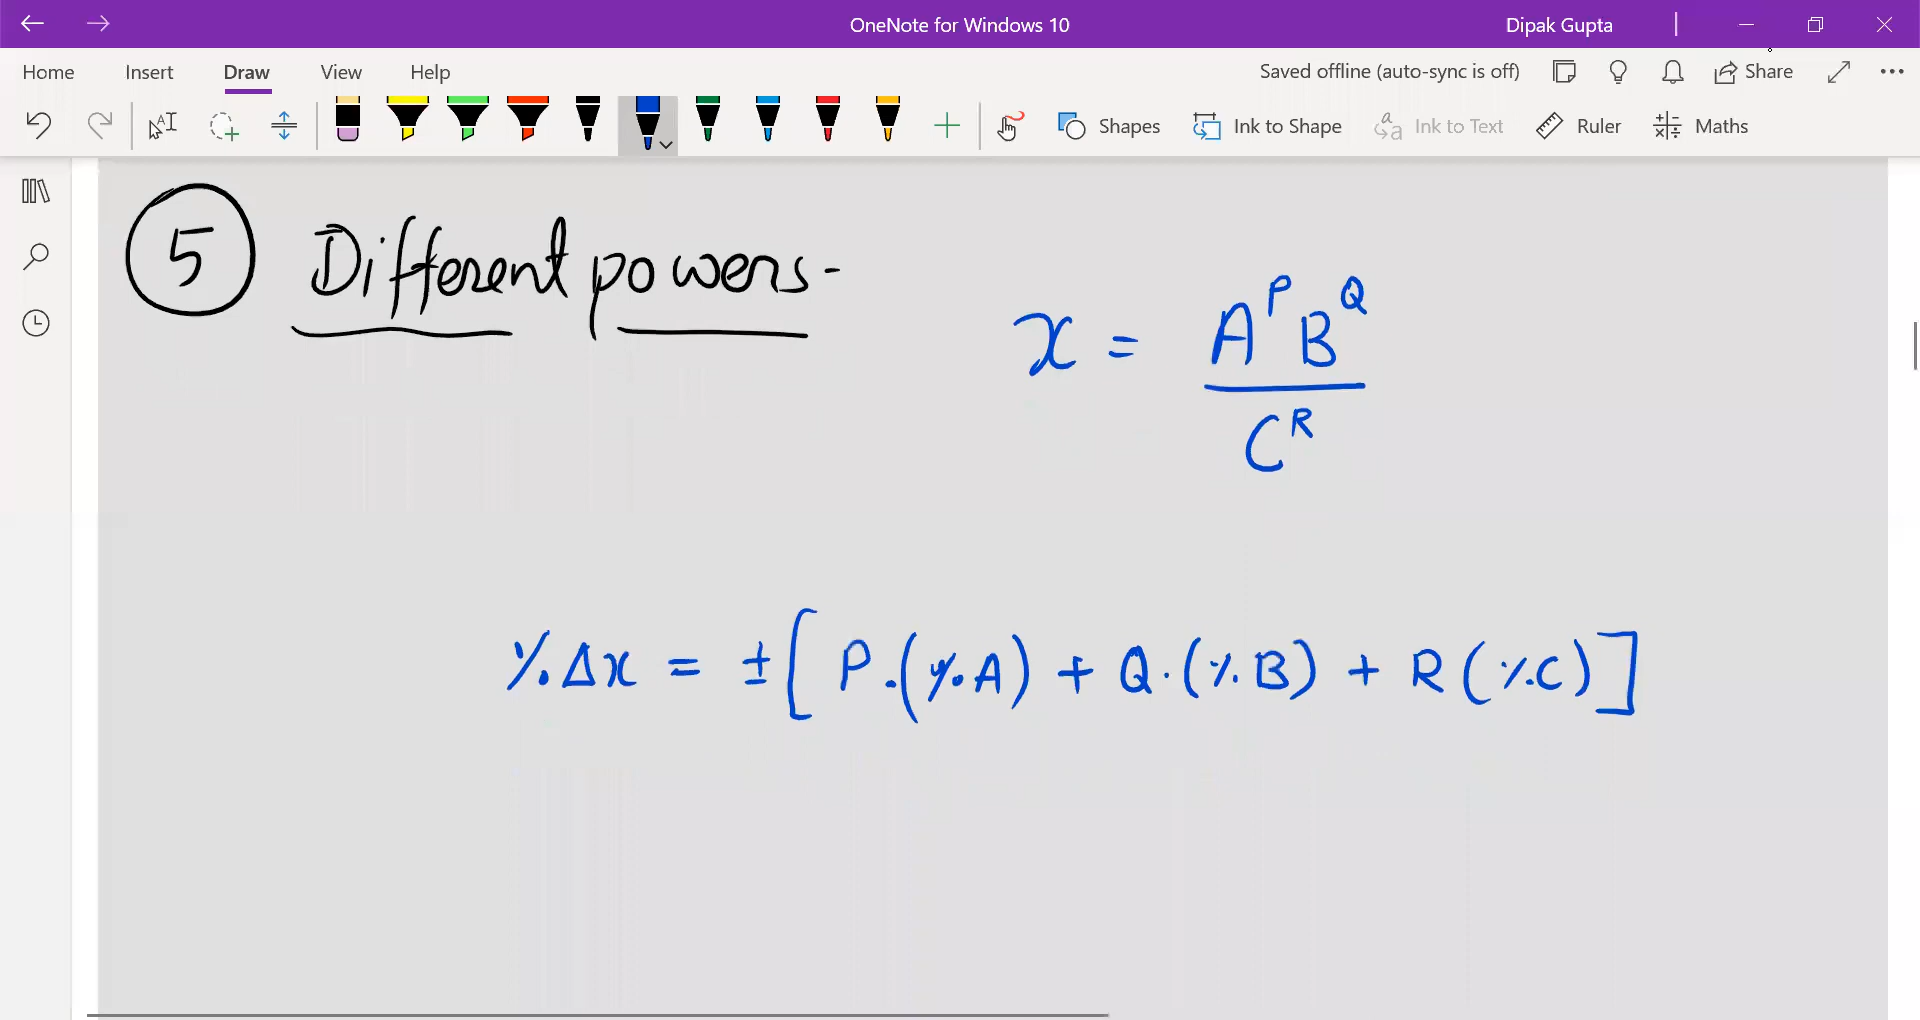 OneNote for Windows 10
Dipak Gupta
Home Insert Draw View Help
Saved offline (auto-sync is off) Share
Shapes Ink to Shape Ink to Text Ruler Maths
5 Different powers-
x = A^P B^Q / C^R
%.Δx = ±[ P.(%.A) + Q.(%.B) + R(%.C) ]